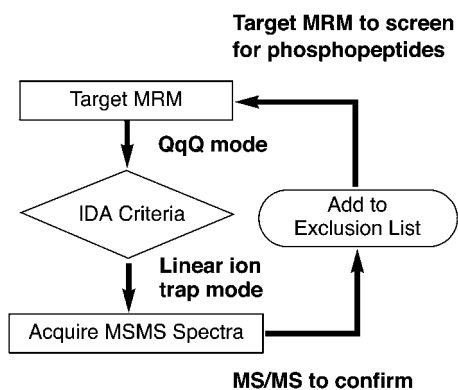 Target MRM to screen
for phosphopeptides
Target MRM
QqQ mode
IDA Criteria
Add to
Exclusion List
Linear ion
trap mode
Acquire MSMS Spectra
MS/MS to confirm